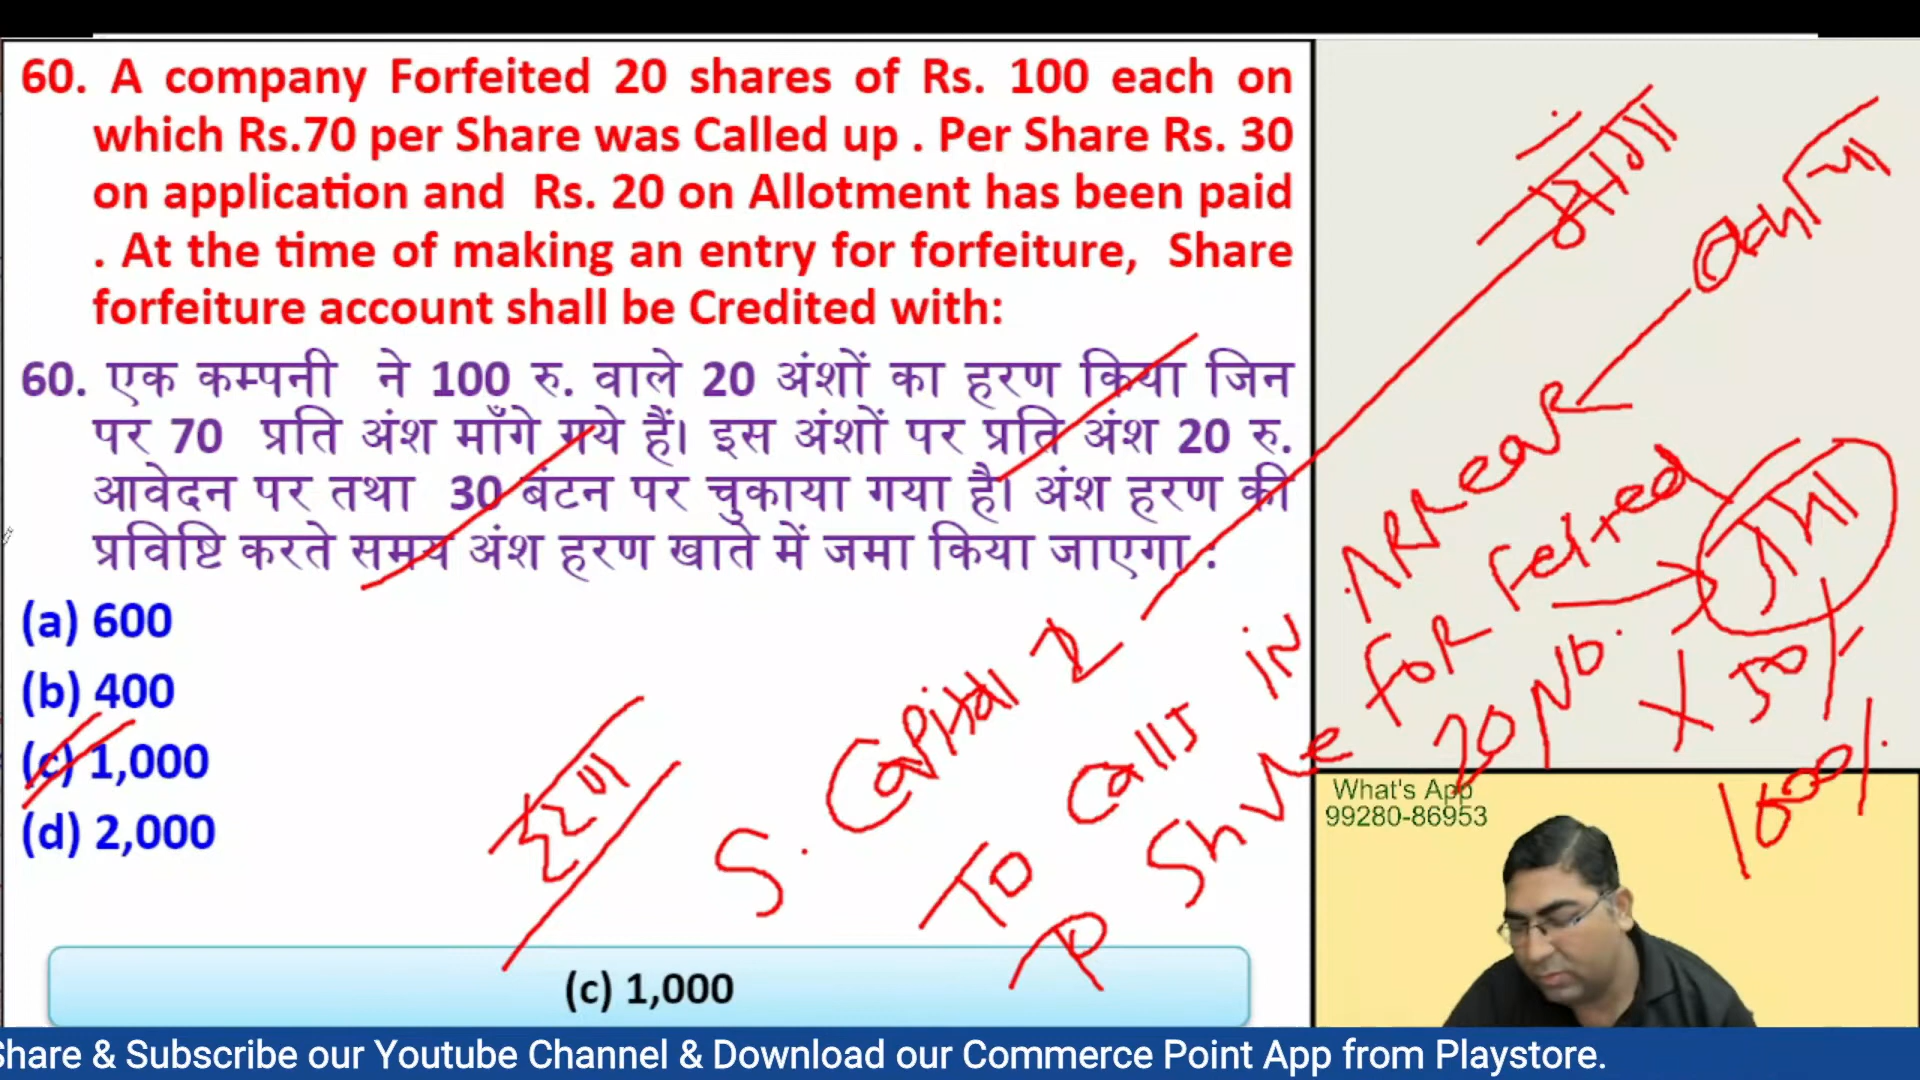 60. A company Forfeited 20 shares of Rs. 100 each on
which Rs.70 per Share was Called up . Per Share Rs. 30
on application and Rs. 20 on Allotment has been paid
. At the time of making an entry for forfeiture, Share
forfeiture account shall be Credited with:
60. एक कम्पनी ने 100 रु. वाले 20 अंशों का हरण किया जिन
पर 70 प्रति अंश माँगे गये हैं। इस अंशों पर प्रति अंश 20 रु.
आवेदन पर तथा 30 बंटन पर चुकाया गया है। अंश हरण की
प्रविष्टि करते समय अंश हरण खाते में जमा किया जाएगा :
(a) 600
(b) 400
(c) 1,000
(d) 2,000
(c) 1,000
S. Capital
To Calls in ARRear
To Share FoR Feited
20 No. X 50/-
1000/-
जमा
हरण
What's App
99280-86953
Share & Subscribe our Youtube Channel & Download our Commerce Point App from Playstore.